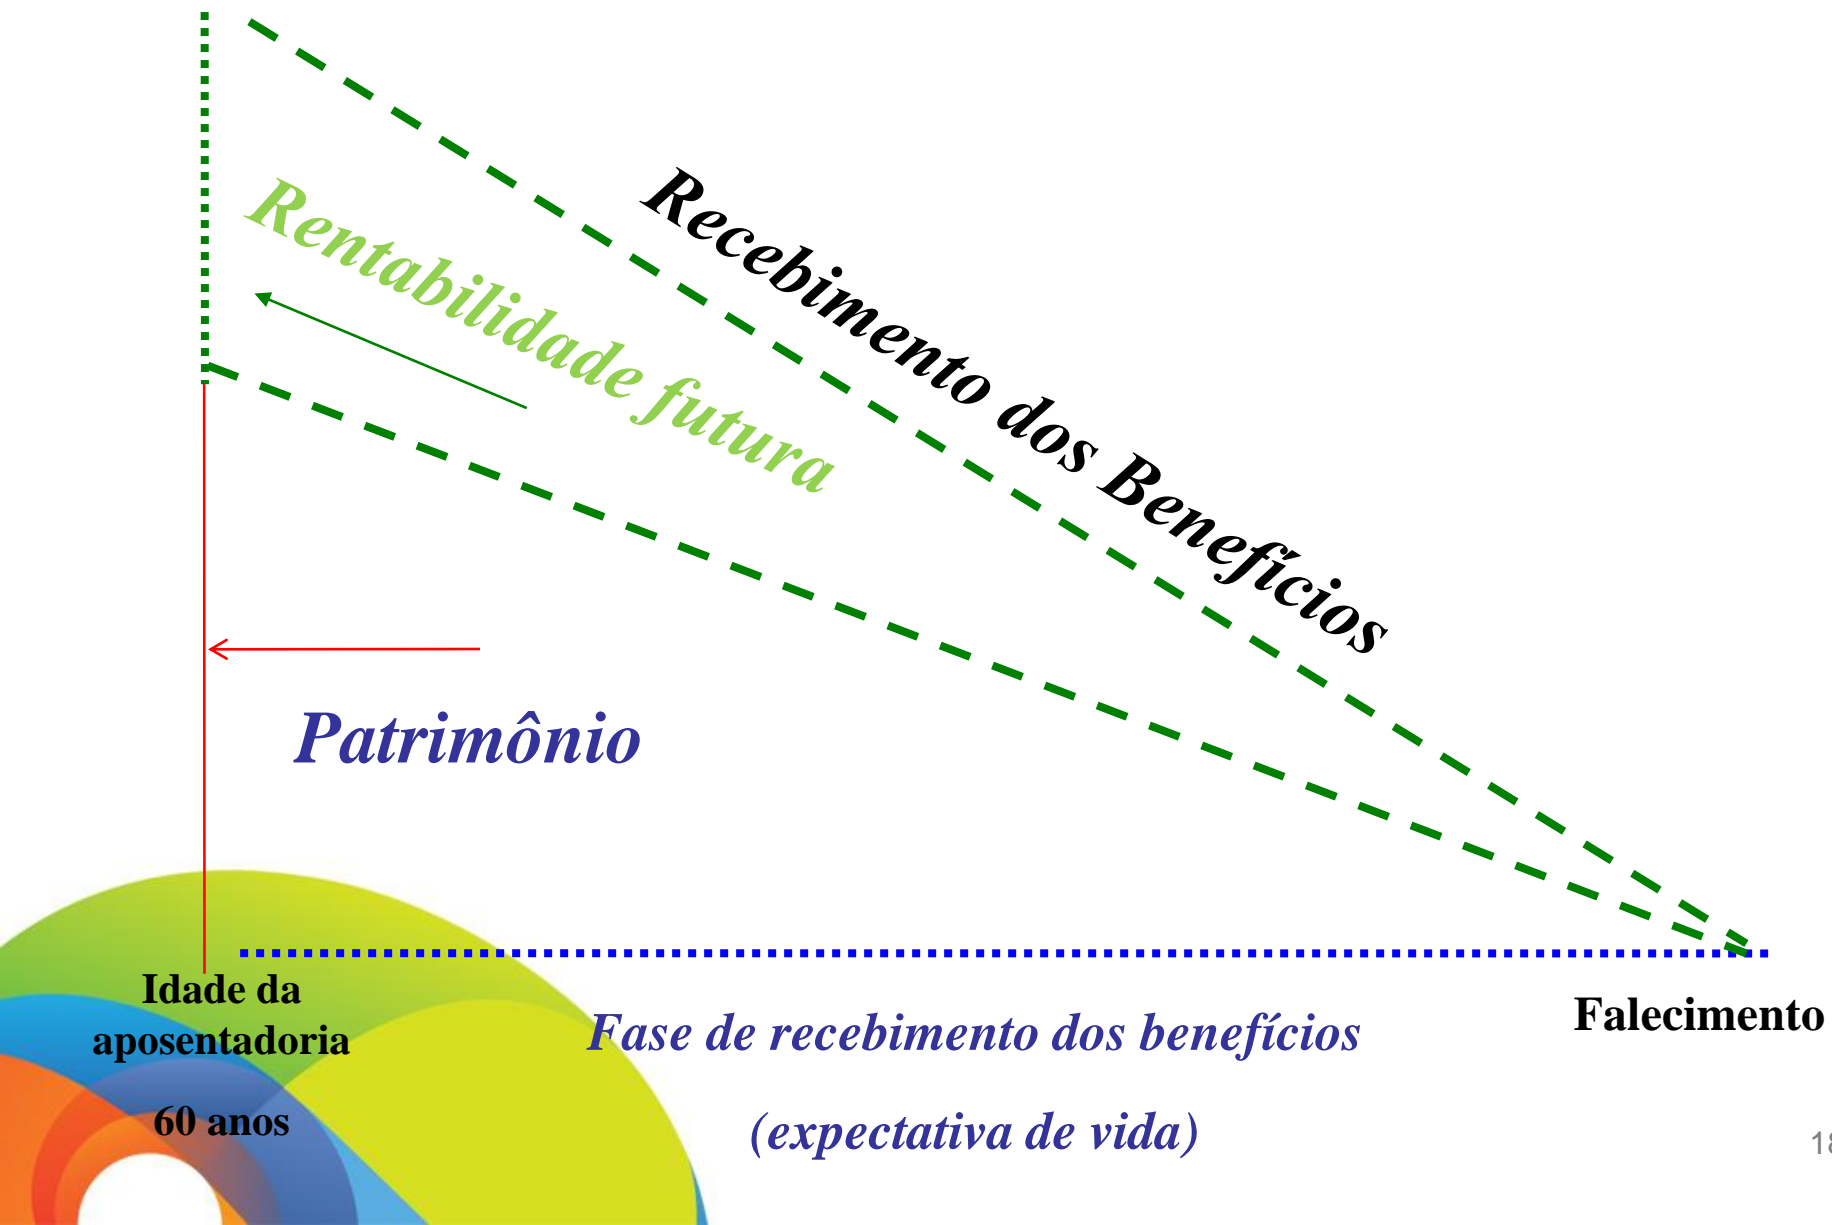 Recebimento dos Benefícios
Rentabilidade futura
Patrimônio
Idade da
aposentadoria
60 anos
Fase de recebimento dos benefícios
(expectativa de vida)
Falecimento
18